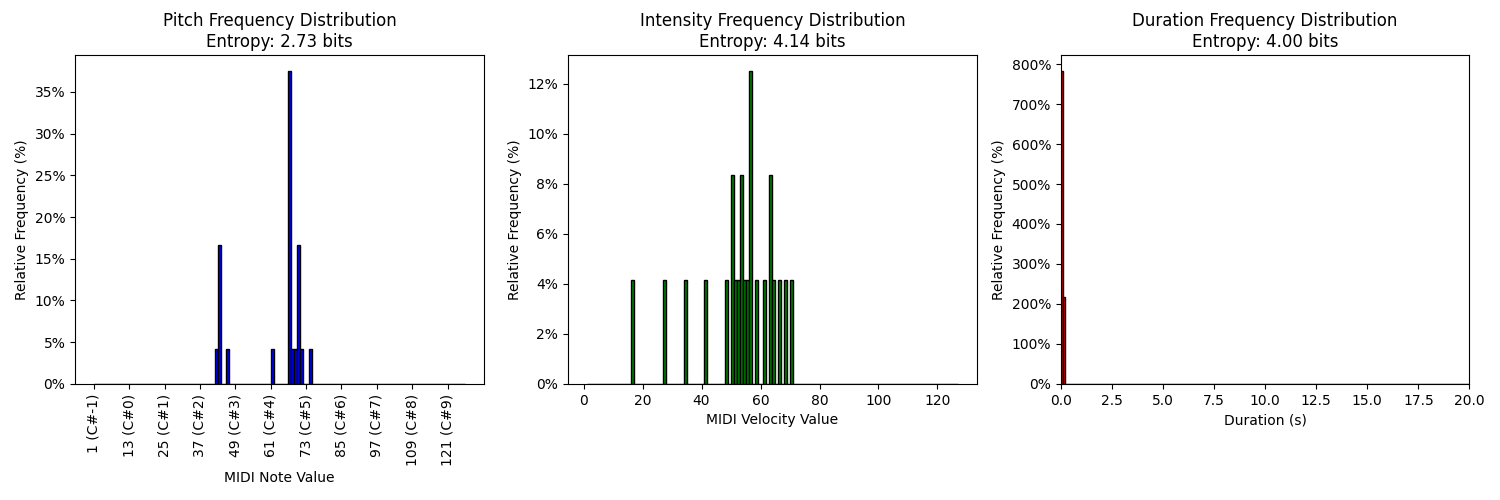 Pitch Frequency Distribution
Entropy: 2.73 bits
Relative Frequency (%)
35%
30%
25%
20%
15%
10%
5%
0%
1 (C#-1)
13 (C#0)
25 (C#1)
37 (C#2)
49 (C#3)
61 (C#4)
73 (C#5)
85 (C#6)
97 (C#7)
109 (C#8)
121 (C#9)
MIDI Note Value
Intensity Frequency Distribution
Entropy: 4.14 bits
Relative Frequency (%)
12%
10%
8%
6%
4%
2%
0%
0 20 40 60 80 100 120
MIDI Velocity Value
Duration Frequency Distribution
Entropy: 4.00 bits
Relative Frequency (%)
800%
700%
600%
500%
400%
300%
200%
100%
0%
0.0 2.5 5.0 7.5 10.0 12.5 15.0 17.5 20.0
Duration (s)